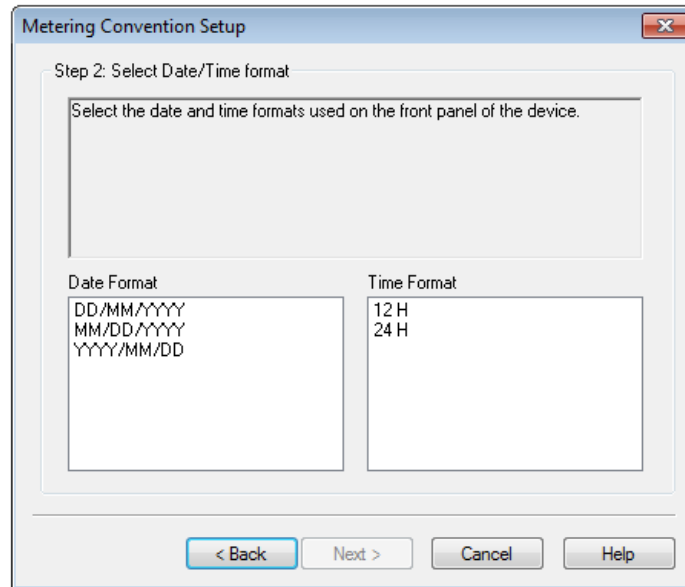 Metering Convention Setup
Step 2: Select Date/Time format
Select the date and time formats used on the front panel of the device.
Date Format
DD/MM/YYYY
MM/DD/YYYY
YYYY/MM/DD
Time Format
12 H
24 H
< Back
Next >
Cancel
Help